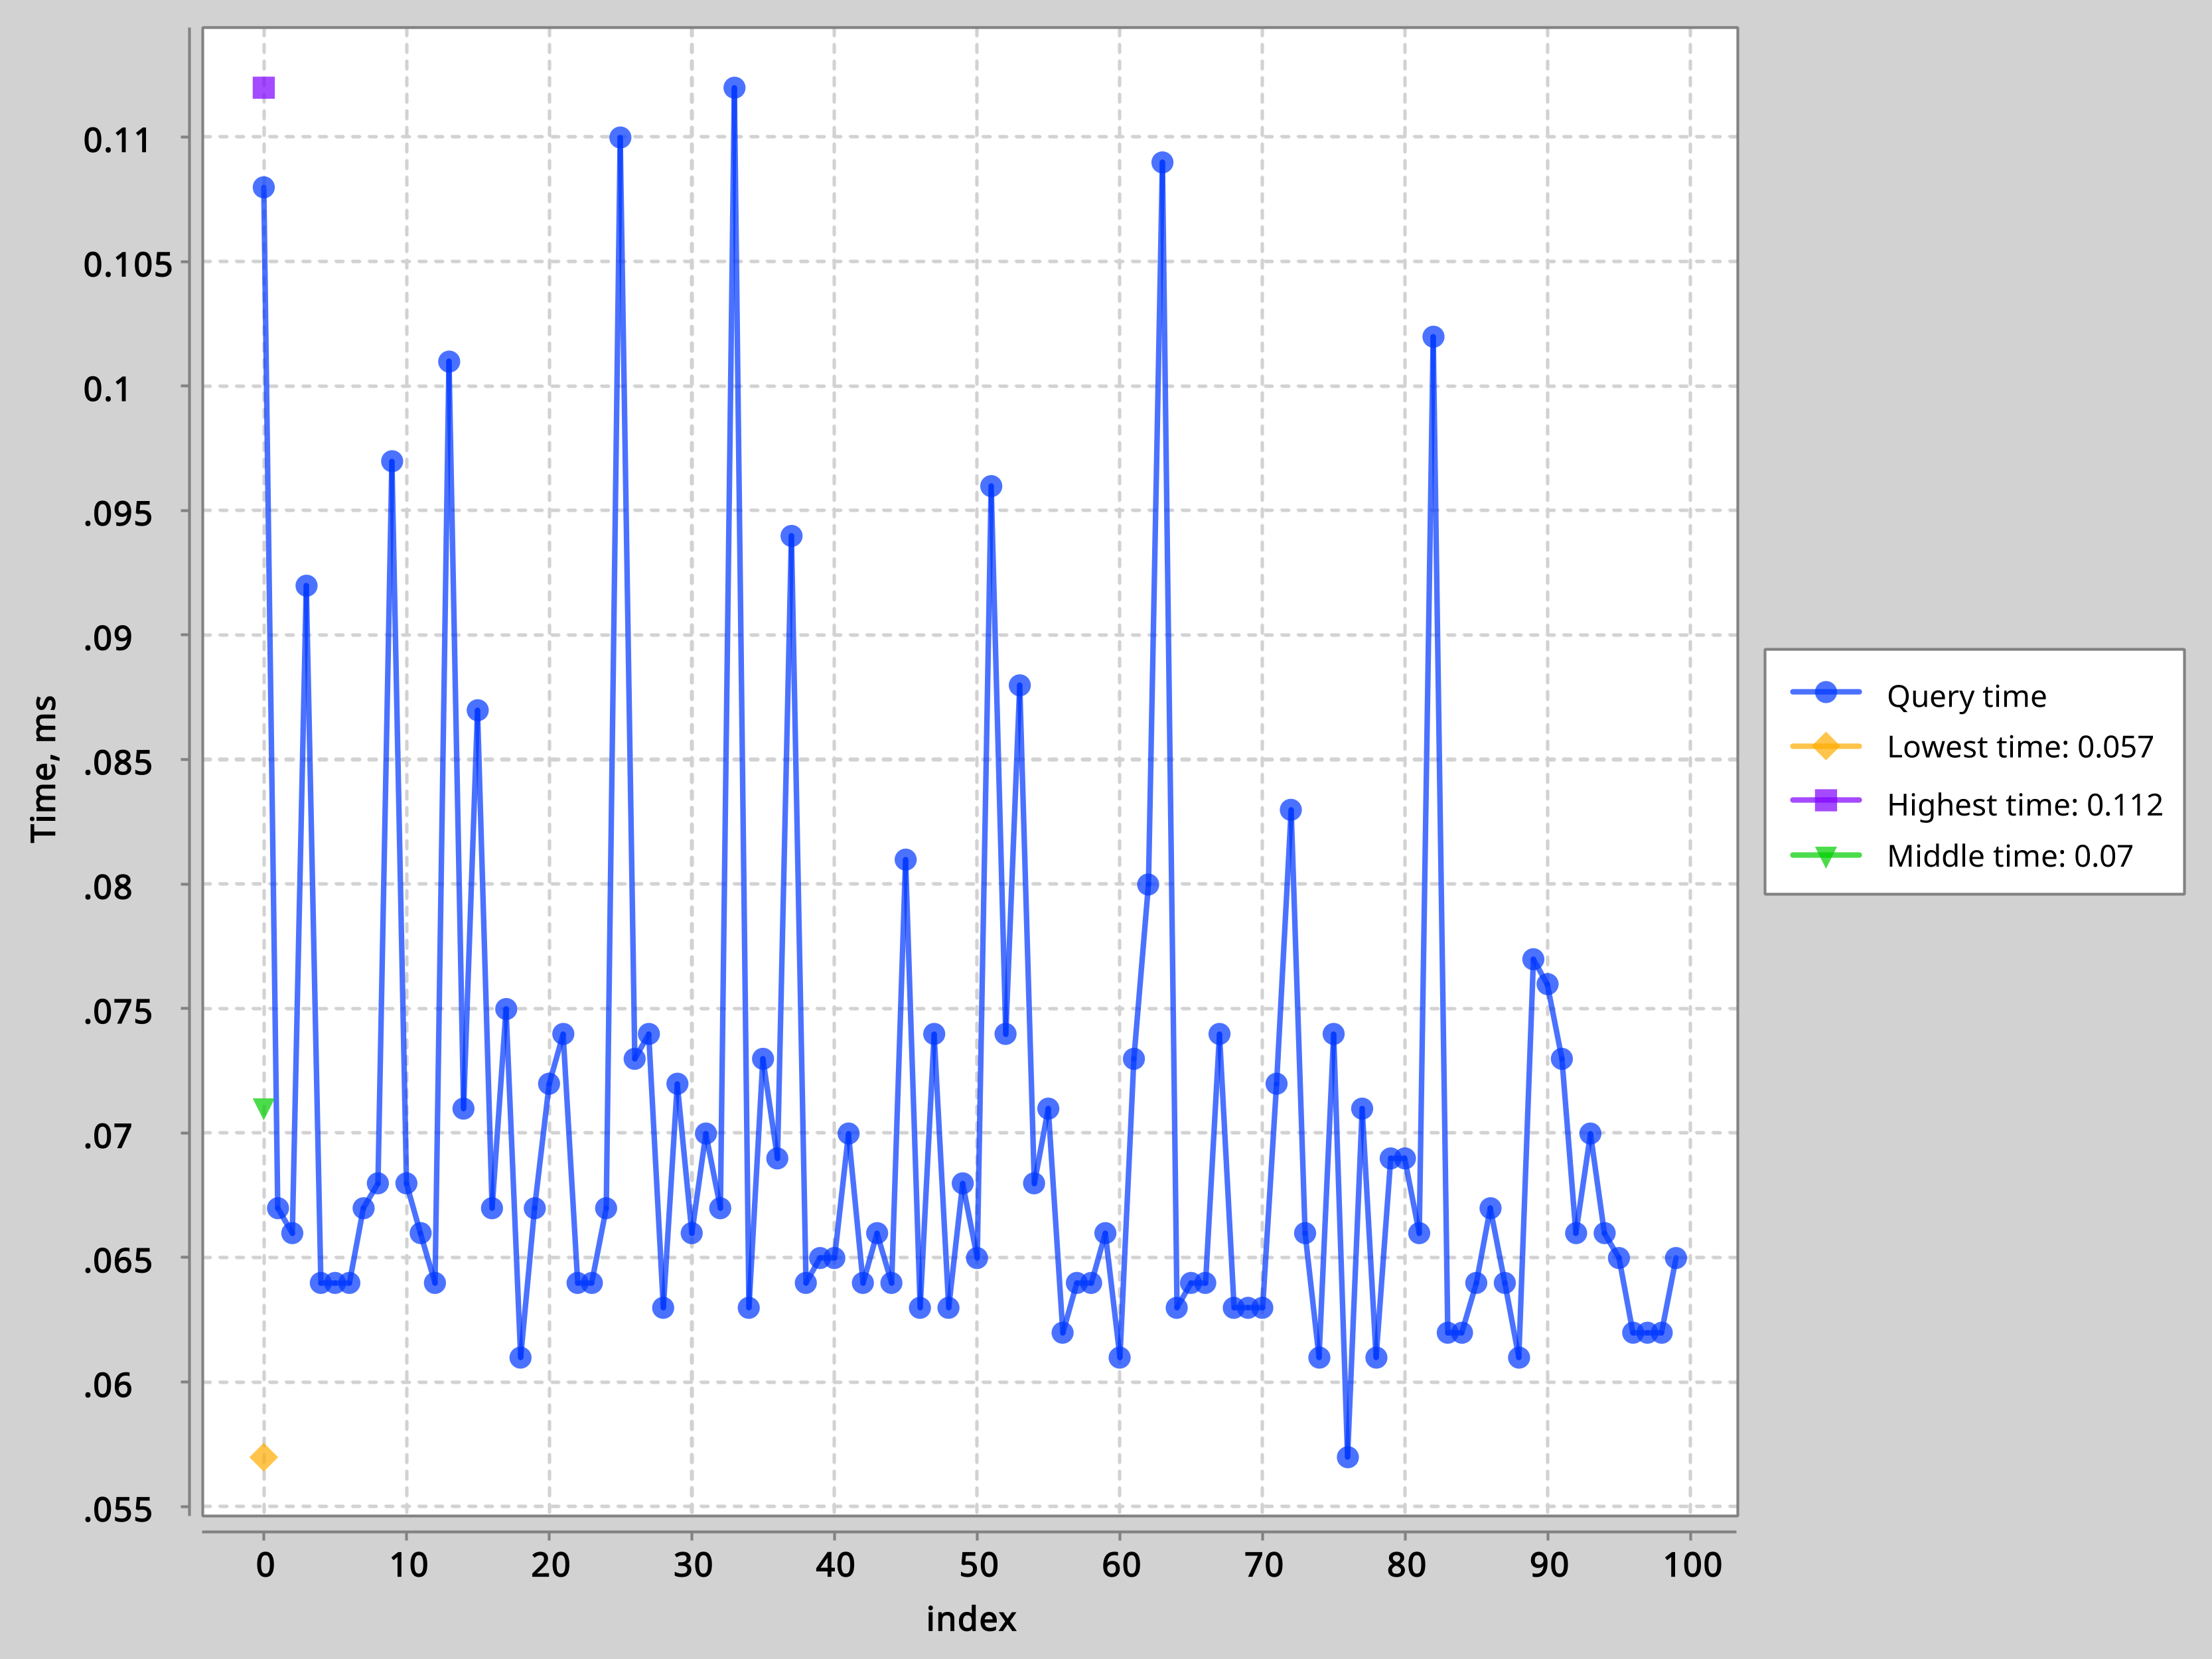 0.11
0.105
0.1
.095
.09
.085
.08
.075
.07
.065
.06
.055
Time, ms
0 10 20 30 40 50 60 70 80 90 100
index
Query time
Lowest time: 0.057
Highest time: 0.112
Middle time: 0.07